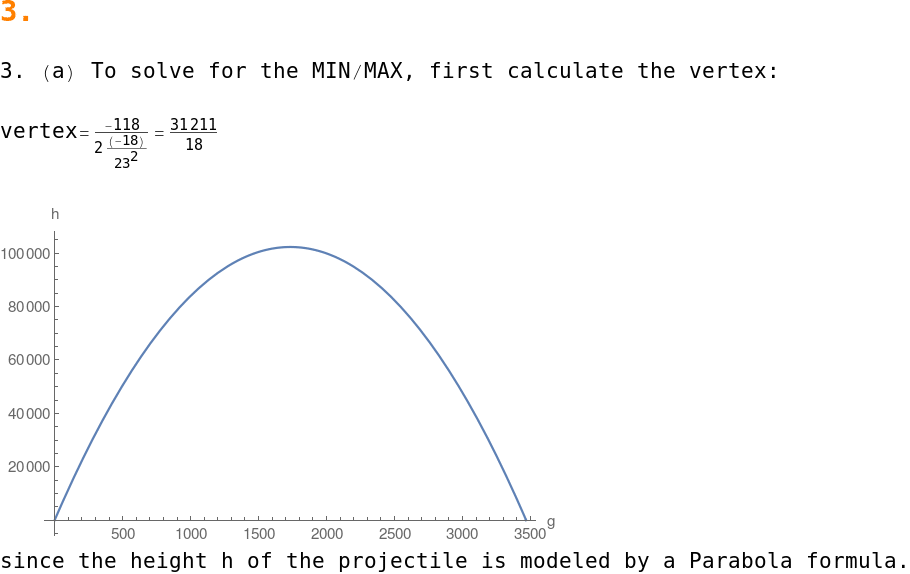 3.
3. (a) To solve for the MIN/MAX, first calculate the vertex:
vertex= -118 / (2 (-18)/23^2) = 31211/18
h
100000
80000
60000
40000
20000
500 1000 1500 2000 2500 3000 3500 g
since the height h of the projectile is modeled by a Parabola formula.